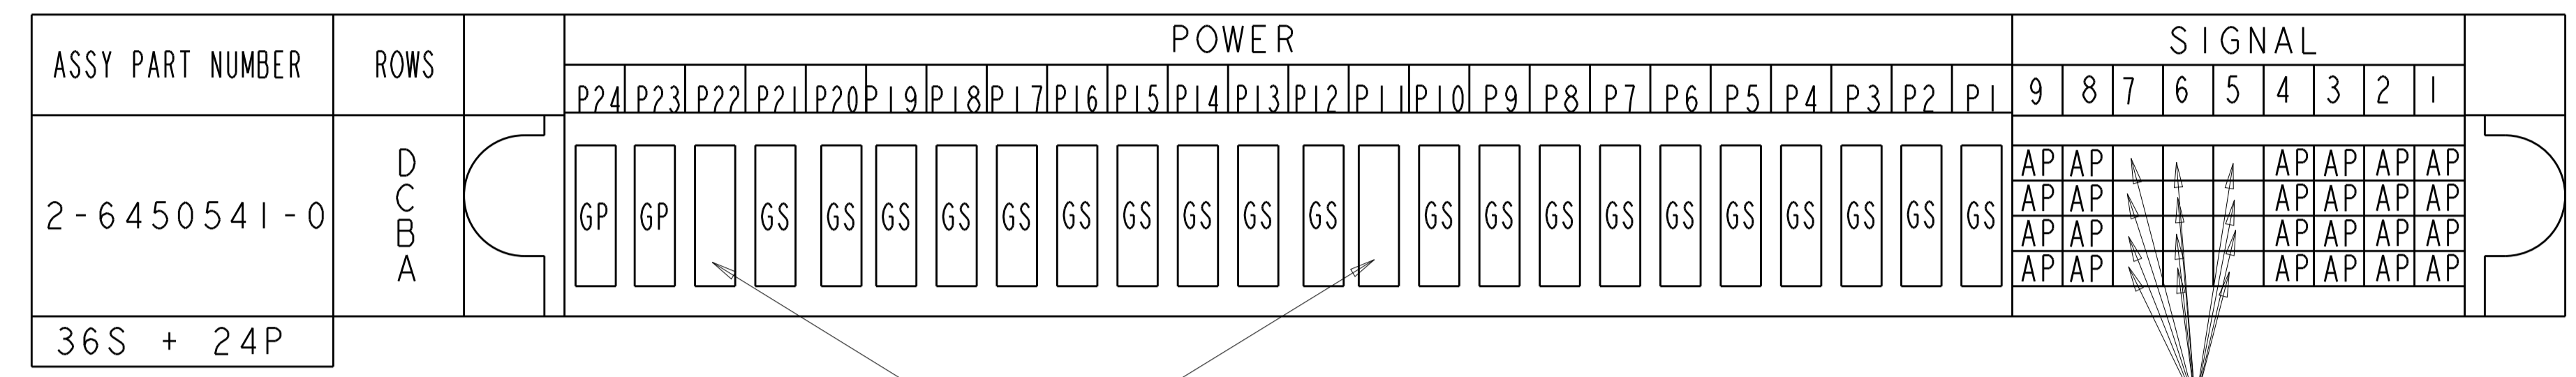 POWER SIGNAL
ASSY PART NUMBER ROWS
P24 P23 P22 P21 P20 P19 P18 P17 P16 P15 P14 P13 P12 P11 P10 P9 P8 P7 P6 P5 P4 P3 P2 P1 9 8 7 6 5 4 3 2 1
D AP AP AP AP AP AP
C AP AP AP AP AP AP
2-6450541-0 GP GP GS GS GS GS GS GS GS GS GS GS GS GS GS GS GS GS GS GS GS GS
B AP AP AP AP AP AP
A AP AP AP AP AP AP
36S + 24P